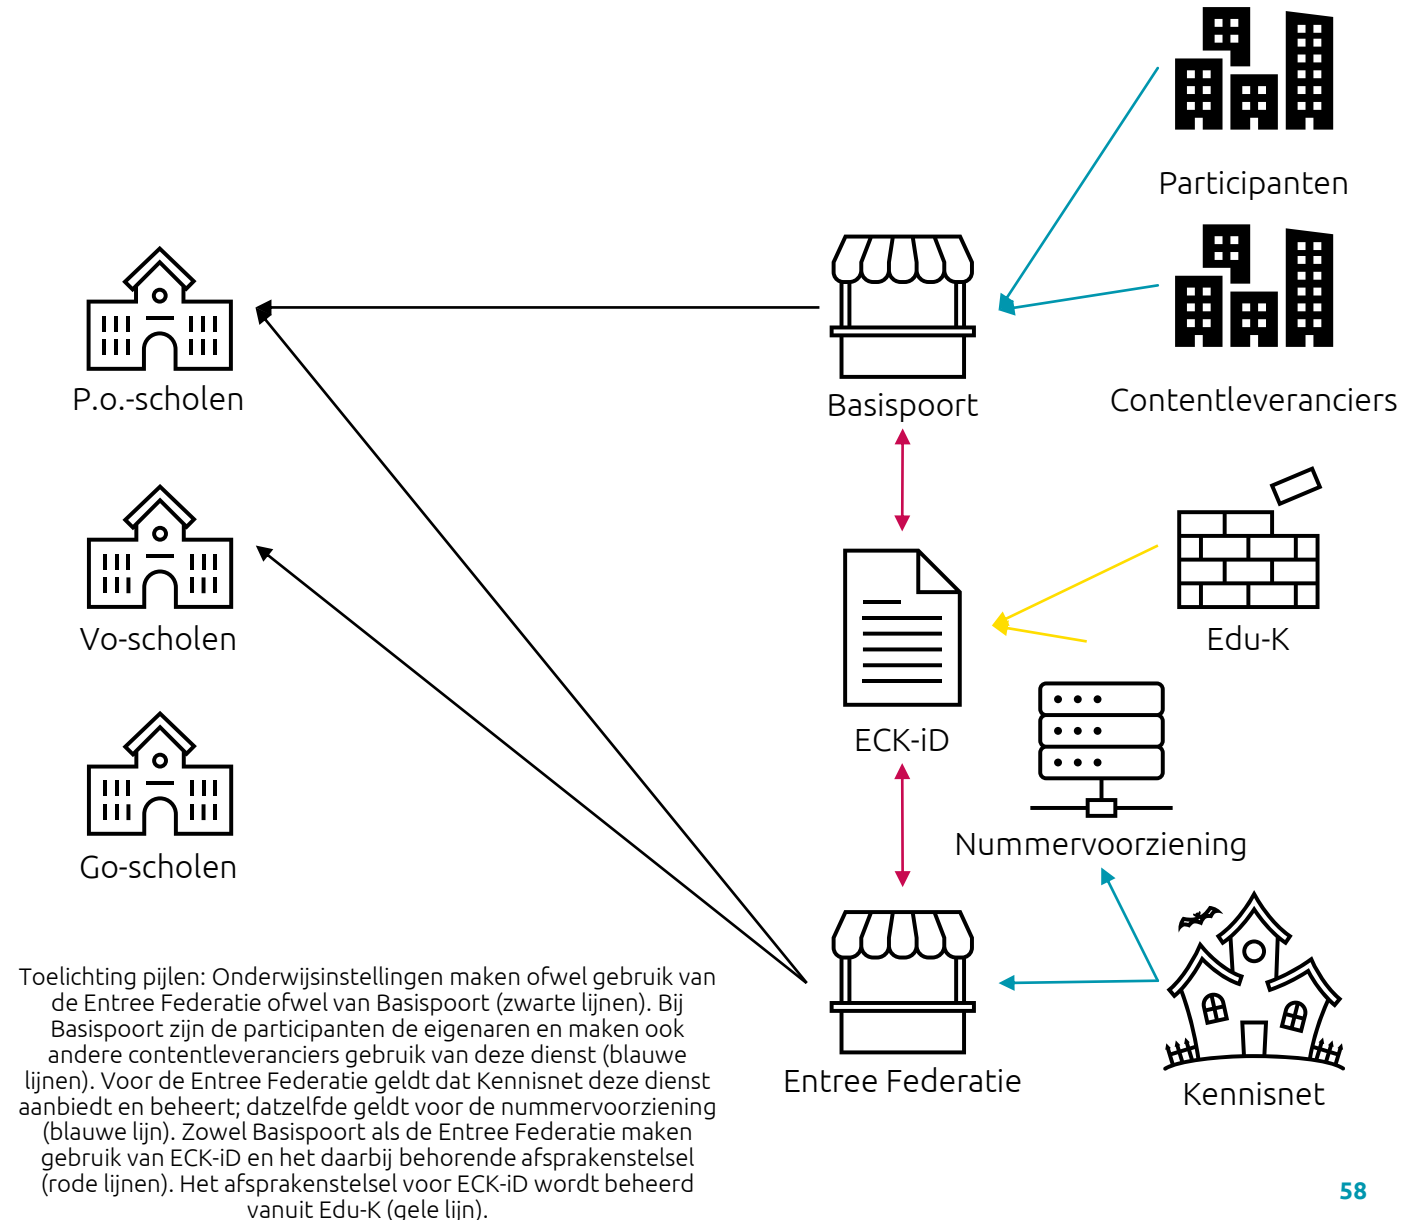 Participanten
P.o.-scholen
Basispoort
Contentleveranciers
Vo-scholen
Edu-K
ECK-iD
Nummervoorziening
Go-scholen
Toelichting pijlen: Onderwijsinstellingen maken ofwel gebruik van
de Entree Federatie ofwel van Basispoort (zwarte lijnen). Bij
Basispoort zijn de participanten de eigenaren en maken ook
andere contentleveranciers gebruik van deze dienst (blauwe
lijnen). Voor de Entree Federatie geldt dat Kennisnet deze dienst
aanbiedt en beheert; datzelfde geldt voor de nummervoorziening
(blauwe lijn). Zowel Basispoort als de Entree Federatie maken
gebruik van ECK-iD en het daarbij behorende afsprakenstelsel
(rode lijnen). Het afsprakenstelsel voor ECK-iD wordt beheerd
vanuit Edu-K (gele lijn).
Entree Federatie
Kennisnet
58